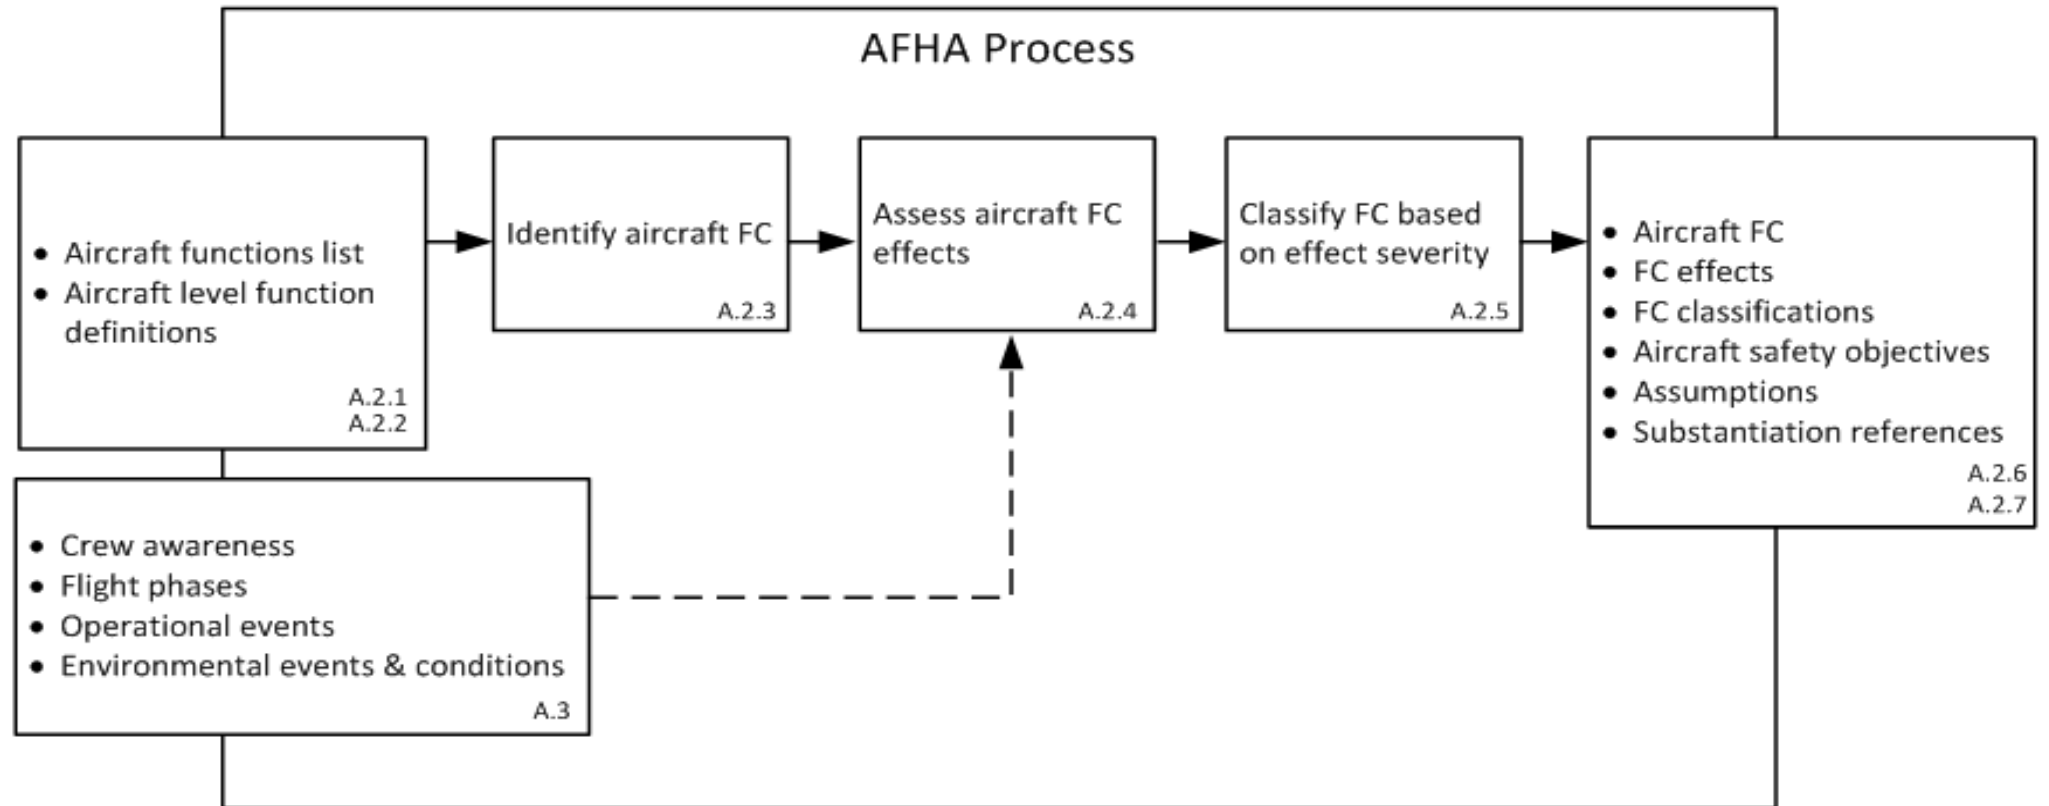 AFHA Process
• Aircraft functions list
• Aircraft level function
definitions
A.2.1
A.2.2
Identify aircraft FC
A.2.3
Assess aircraft FC
effects
A.2.4
Classify FC based
on effect severity
A.2.5
• Aircraft FC
• FC effects
• FC classifications
• Aircraft safety objectives
• Assumptions
• Substantiation references
A.2.6
A.2.7
• Crew awareness
• Flight phases
• Operational events
• Environmental events & conditions
A.3